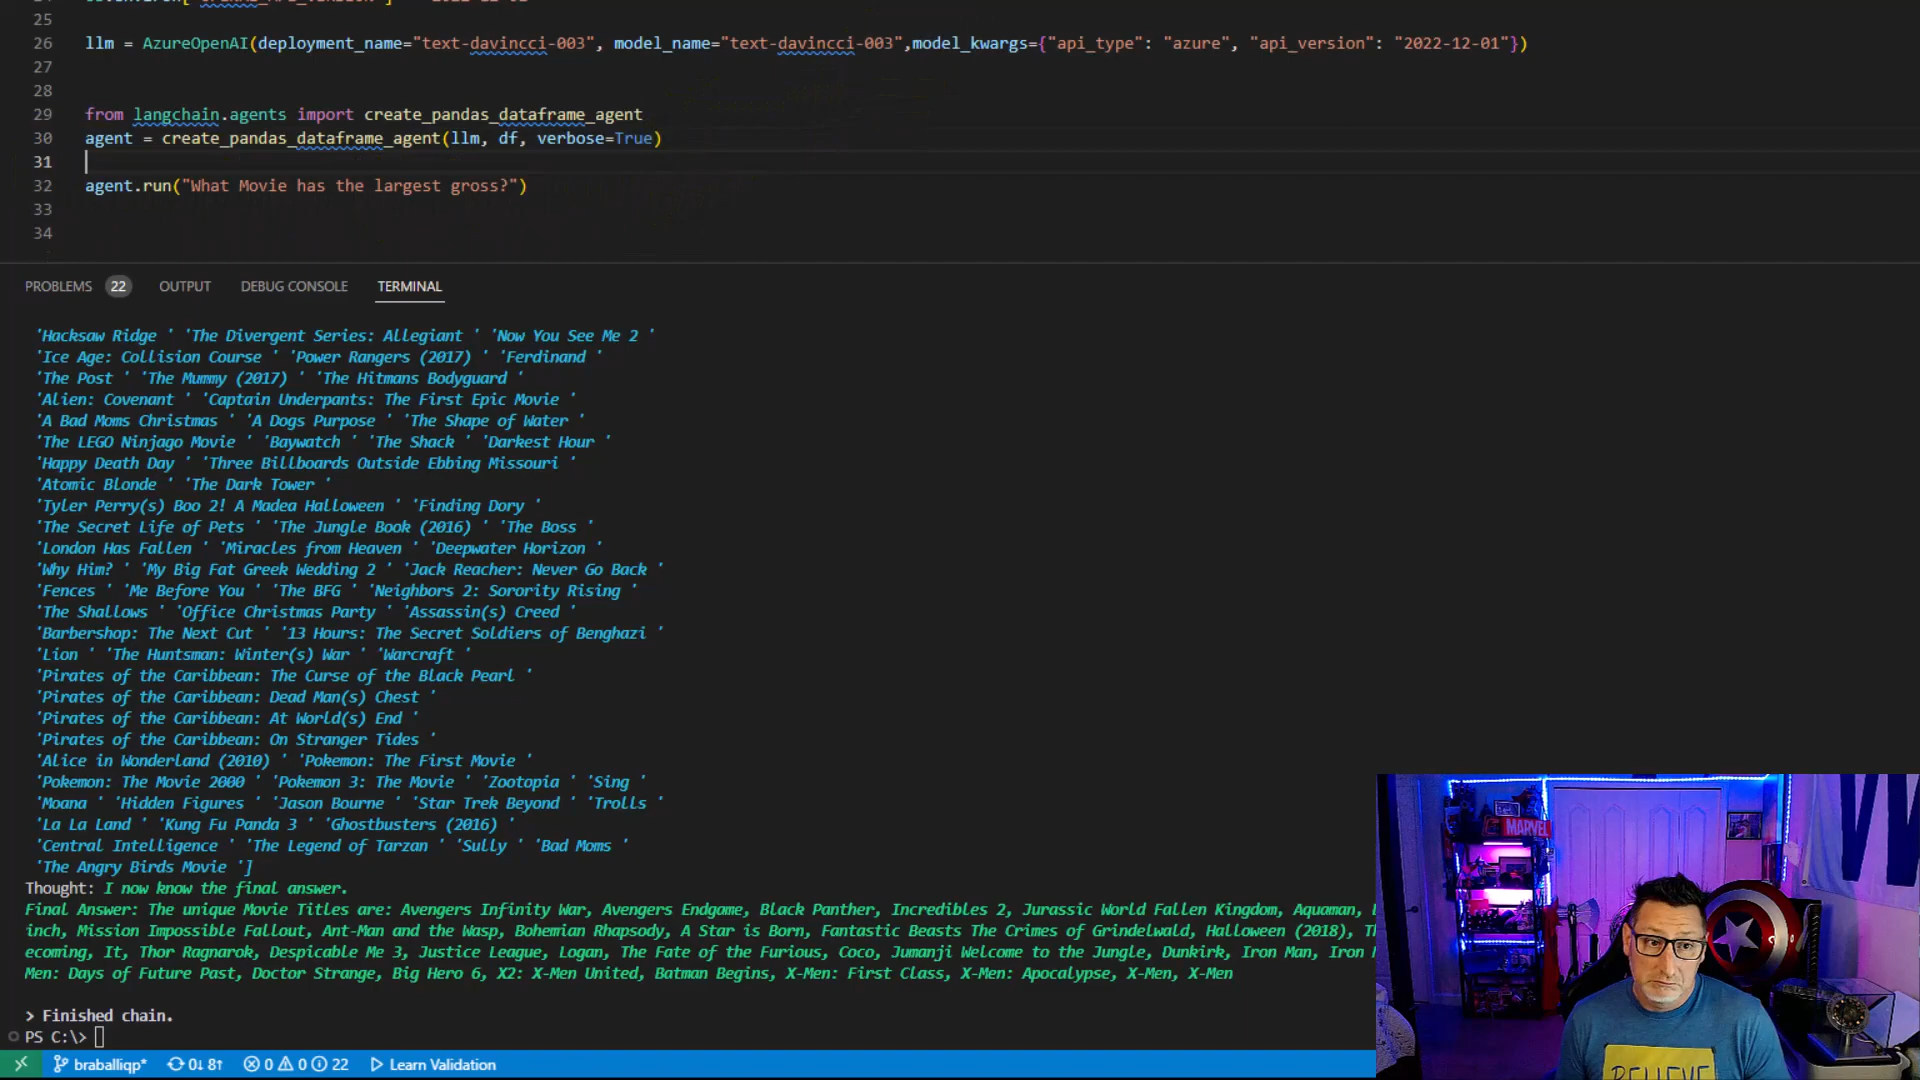 25
26 llm = AzureOpenAI(deployment_name="text-davincci-003", model_name="text-davincci-003",model_kwargs={"api_type": "azure", "api_version": "2022-12-01"})
27
28
29 from langchain.agents import create_pandas_dataframe_agent
30 agent = create_pandas_dataframe_agent(llm, df, verbose=True)
31
32 agent.run("What Movie has the largest gross?")
33
34
PROBLEMS 22 OUTPUT DEBUG CONSOLE TERMINAL
'Hacksaw Ridge ' 'The Divergent Series: Allegiant ' 'Now You See Me 2 '
'Ice Age: Collision Course ' 'Power Rangers (2017) ' 'Ferdinand '
'The Post ' 'The Mummy (2017) ' 'The Hitmans Bodyguard '
'Alien: Covenant ' 'Captain Underpants: The First Epic Movie '
'A Bad Moms Christmas ' 'A Dogs Purpose ' 'The Shape of Water '
'The LEGO Ninjago Movie ' 'Baywatch ' 'The Shack ' 'Darkest Hour '
'Happy Death Day ' 'Three Billboards Outside Ebbing Missouri '
'Atomic Blonde ' 'The Dark Tower '
'Tyler Perry(s) Boo 2! A Madea Halloween ' 'Finding Dory '
'The Secret Life of Pets ' 'The Jungle Book (2016) ' 'The Boss '
'London Has Fallen ' 'Miracles from Heaven ' 'Deepwater Horizon '
'Why Him? ' 'My Big Fat Greek Wedding 2 ' 'Jack Reacher: Never Go Back '
'Fences ' 'Me Before You ' 'The BFG ' 'Neighbors 2: Sorority Rising '
'The Shallows ' 'Office Christmas Party ' 'Assassin(s) Creed '
'Barbershop: The Next Cut ' '13 Hours: The Secret Soldiers of Benghazi '
'Lion ' 'The Huntsman: Winter(s) War ' 'Warcraft '
'Pirates of the Caribbean: The Curse of the Black Pearl '
'Pirates of the Caribbean: Dead Man(s) Chest '
'Pirates of the Caribbean: At World(s) End '
'Pirates of the Caribbean: On Stranger Tides '
'Alice in Wonderland (2010) ' 'Pokemon: The First Movie '
'Pokemon: The Movie 2000 ' 'Pokemon 3: The Movie ' 'Zootopia ' 'Sing '
'Moana ' 'Hidden Figures ' 'Jason Bourne ' 'Star Trek Beyond ' 'Trolls '
'La La Land ' 'Kung Fu Panda 3 ' 'Ghostbusters (2016) '
'Central Intelligence ' 'The Legend of Tarzan ' 'Sully ' 'Bad Moms '
'The Angry Birds Movie ']
Thought: I now know the final answer.
Final Answer: The unique Movie Titles are: Avengers Infinity War, Avengers Endgame, Black Panther, Incredibles 2, Jurassic World Fallen Kingdom, Aquaman,
inch, Mission Impossible Fallout, Ant-Man and the Wasp, Bohemian Rhapsody, A Star is Born, Fantastic Beasts The Crimes of Grindelwald, Halloween (2018),
ecoming, It, Thor Ragnarok, Despicable Me 3, Justice League, Logan, The Fate of the Furious, Coco, Jumanji Welcome to the Jungle, Dunkirk, Iron Man, Iron
Men: Days of Future Past, Doctor Strange, Big Hero 6, X2: X-Men United, Batman Begins, X-Men: First Class, X-Men: Apocalypse, X-Men, X-Men
> Finished chain.
PS C:\>
braballiqp* 0↓ 8↑ 0 0 22 Learn Validation
MARVEL
BELIEVE